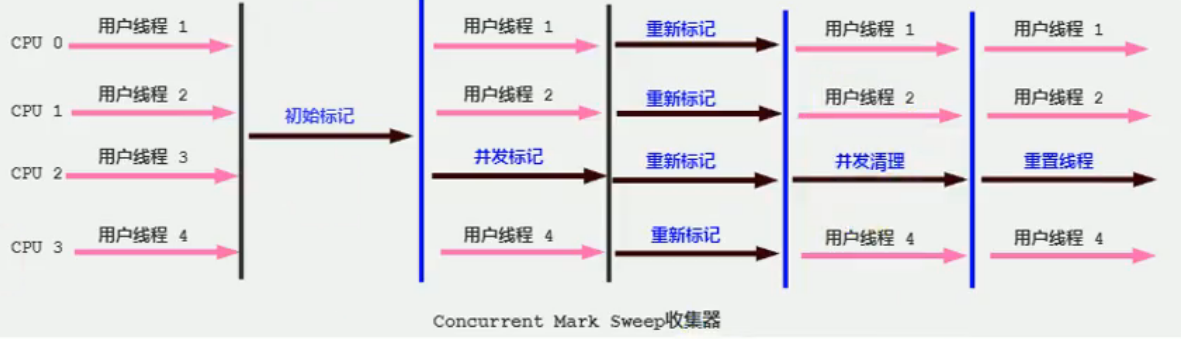 用户线程 1 用户线程 1 重新标记 用户线程 1 用户线程 1
CPU 0
用户线程 2 用户线程 2 重新标记 用户线程 2 用户线程 2
CPU 1
初始标记
用户线程 3 并发标记 重新标记 并发清理 重置线程
CPU 2
用户线程 4 用户线程 4 重新标记 用户线程 4 用户线程 4
CPU 3
Concurrent Mark Sweep收集器